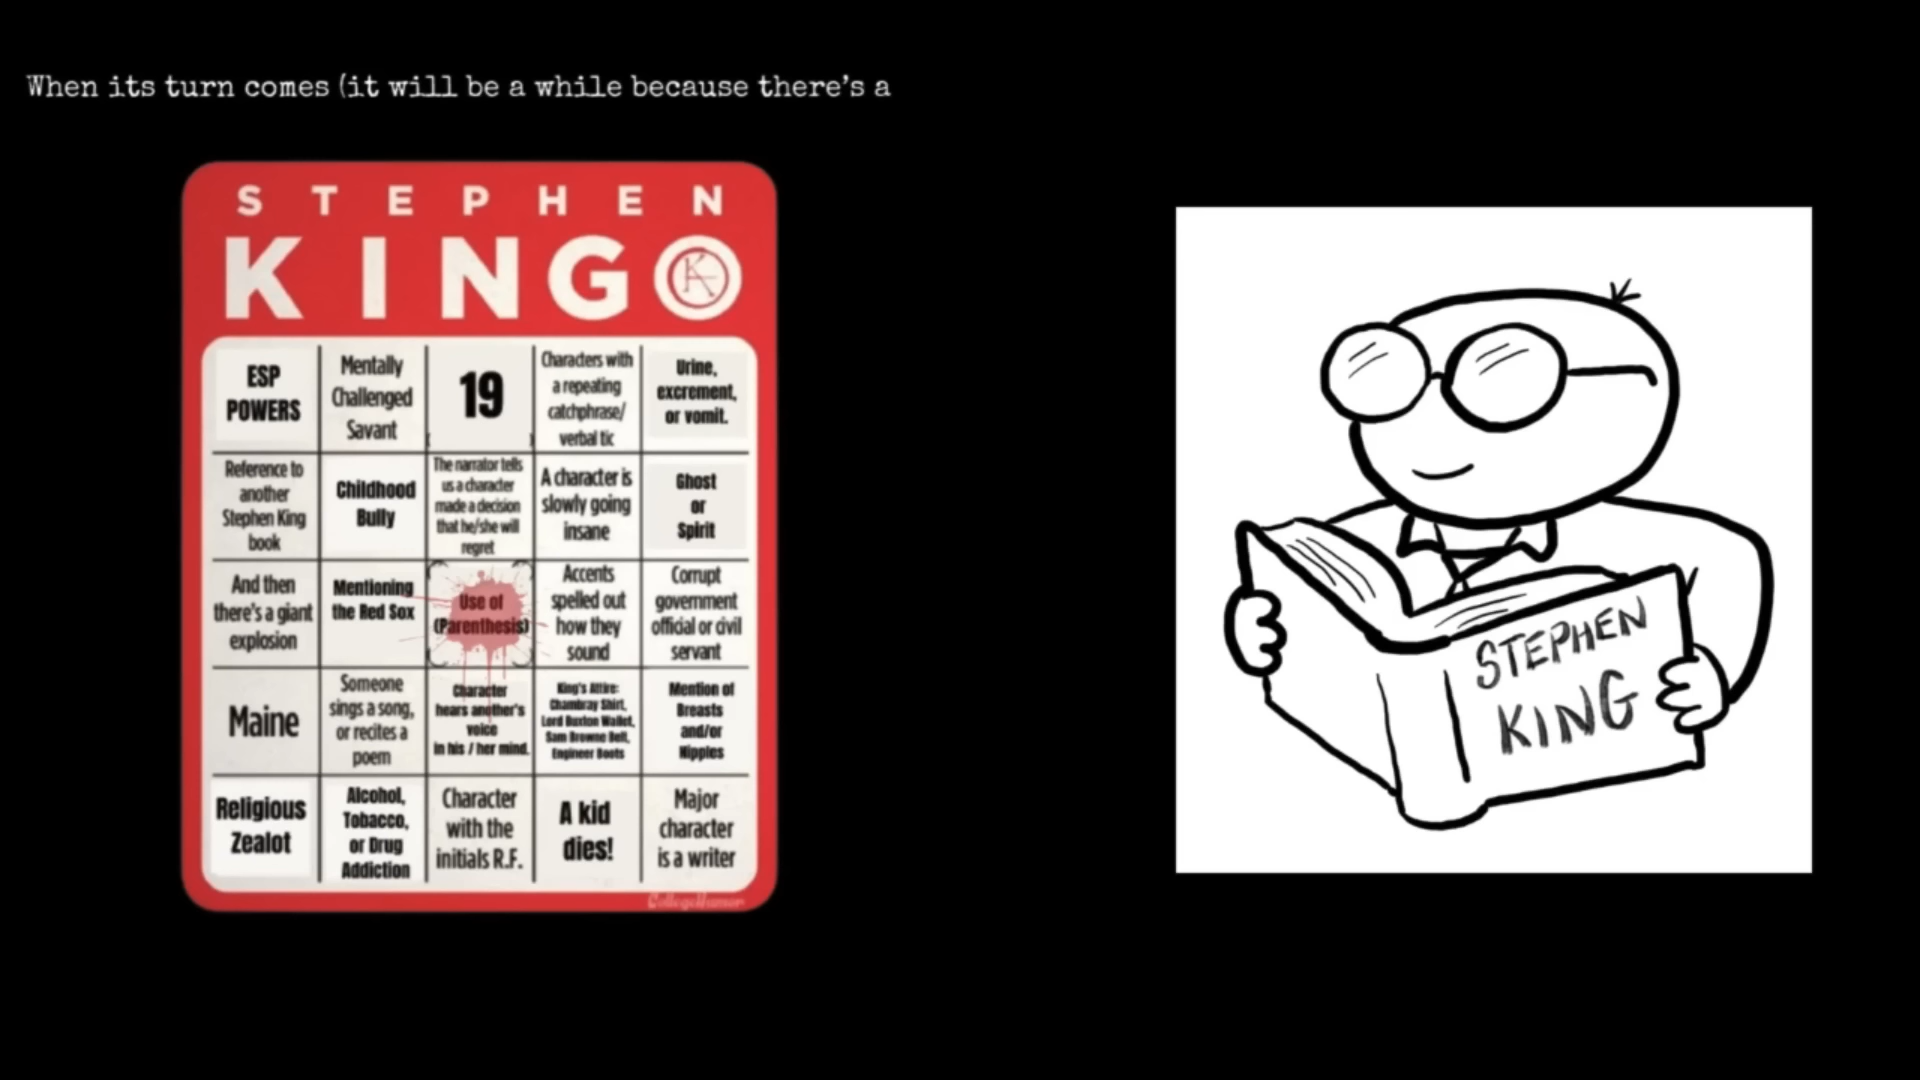 When its turn comes (it will be a while because there's a
STEPHEN
KINGO
ESP
POWERS
Mentally
Challenged
Savant
19
Characters with
a repeating
catchphrase/
verbal tic
Urine,
excrement,
or vomit.
Reference to
another
Stephen King
book
Childhood
Bully
The narrator tells
us a character
made a decision
that he/she will
regret
A character is
slowly going
insane
Ghost
or
Spirit
And then
there's a giant
explosion
Mentioning
the Red Sox
Use of
(Parenthesis)
Accents
spelled out
how they
sound
Corrupt
government
official or civil
servant
Maine
Someone
sings a song,
or recites a
poem
Character
hears another's
voice
in his / her mind.
King's Attire:
Chambray Shirt,
Lord Buxton Wallet,
Sam Browne Belt,
Engineer Boots
Mention of
Breasts
and/or
Nipples
Religious
Zealot
Alcohol,
Tobacco,
or Drug
Addiction
Character
with the
initials R.F.
A kid
dies!
Major
character
is a writer
CollegeHumor
STEPHEN
KING